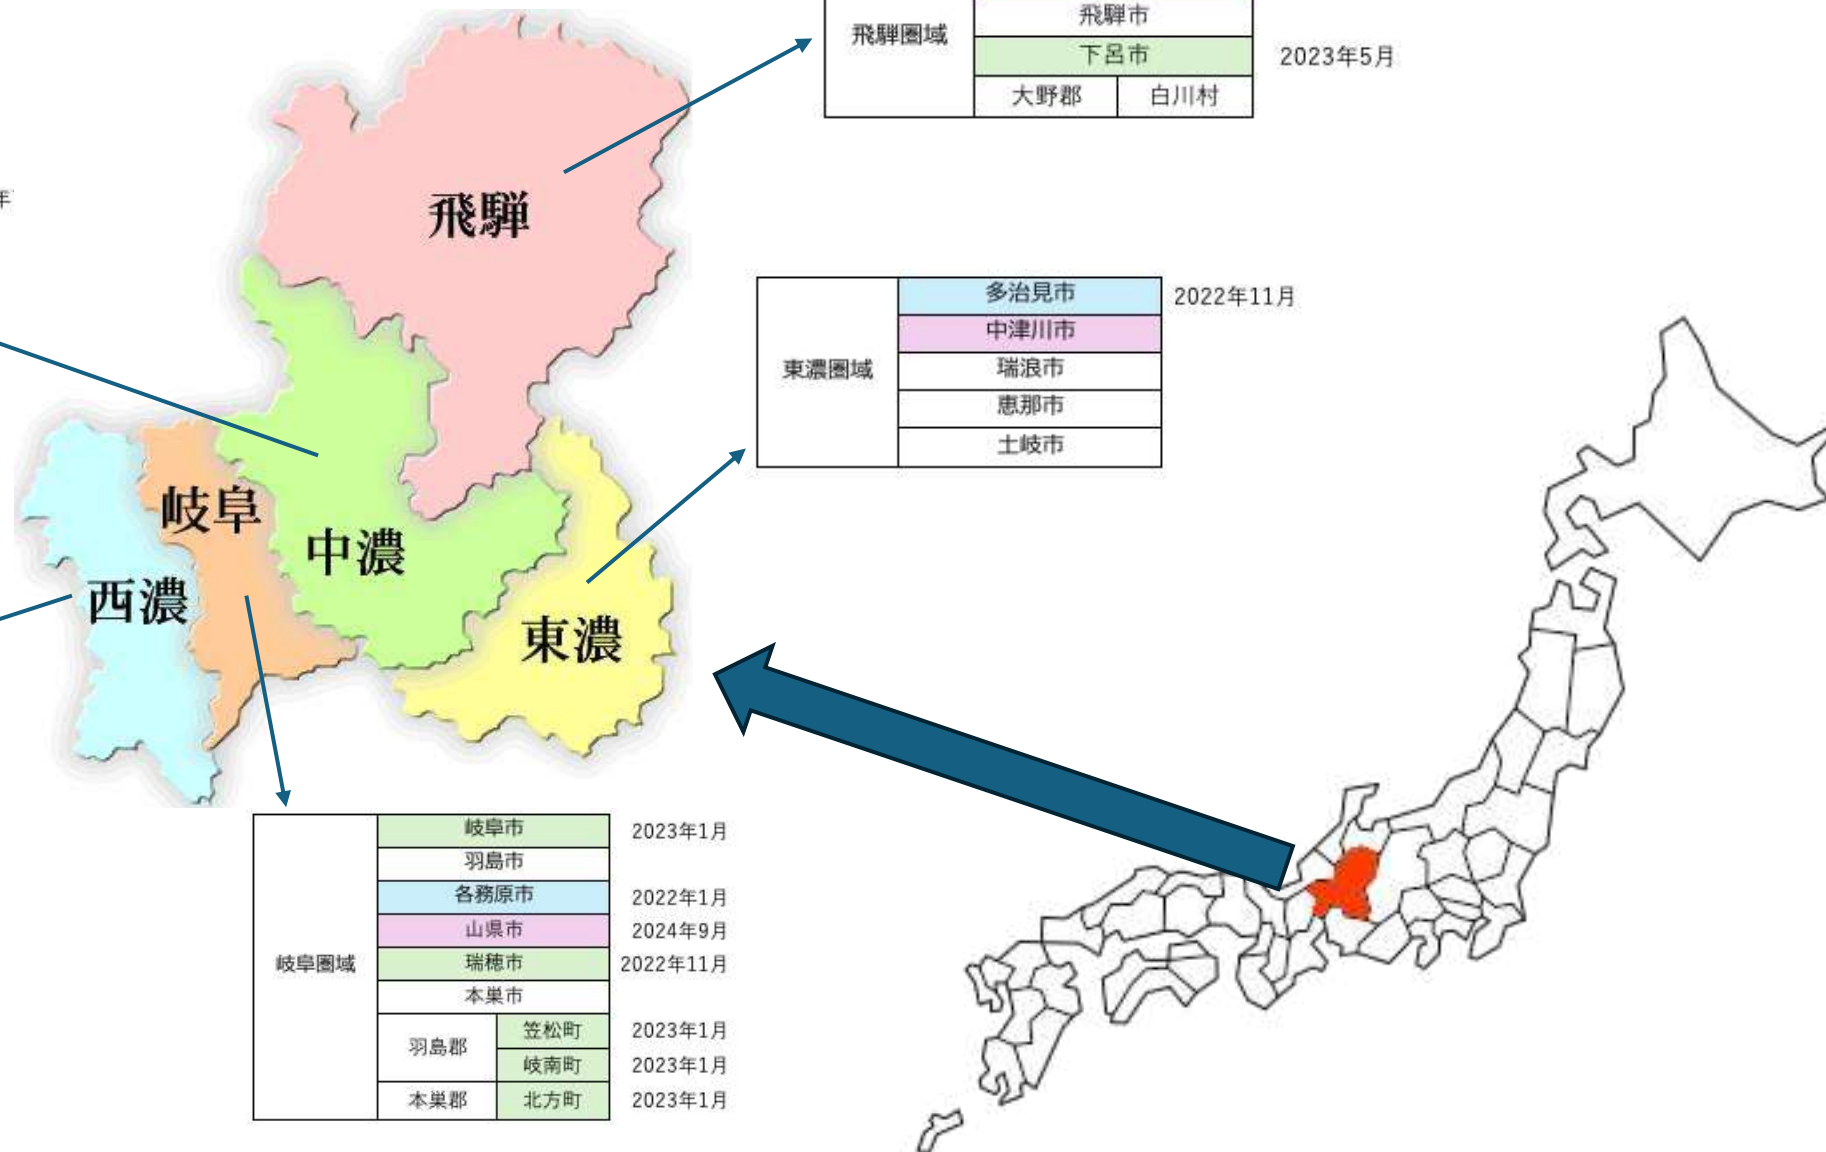 飛騨市
飛騨圏域
下呂市 2023年5月
大野郡 白川村
年
飛騨
多治見市 2022年11月
中津川市
瑞浪市
東濃圏域
恵那市
土岐市
岐阜
中濃
西濃
東濃
岐阜市 2023年1月
羽島市
各務原市 2022年1月
山県市 2024年9月
岐阜圏域
瑞穂市 2022年11月
本巣市
羽島郡
笠松町 2023年1月
岐南町 2023年1月
本巣郡 北方町 2023年1月